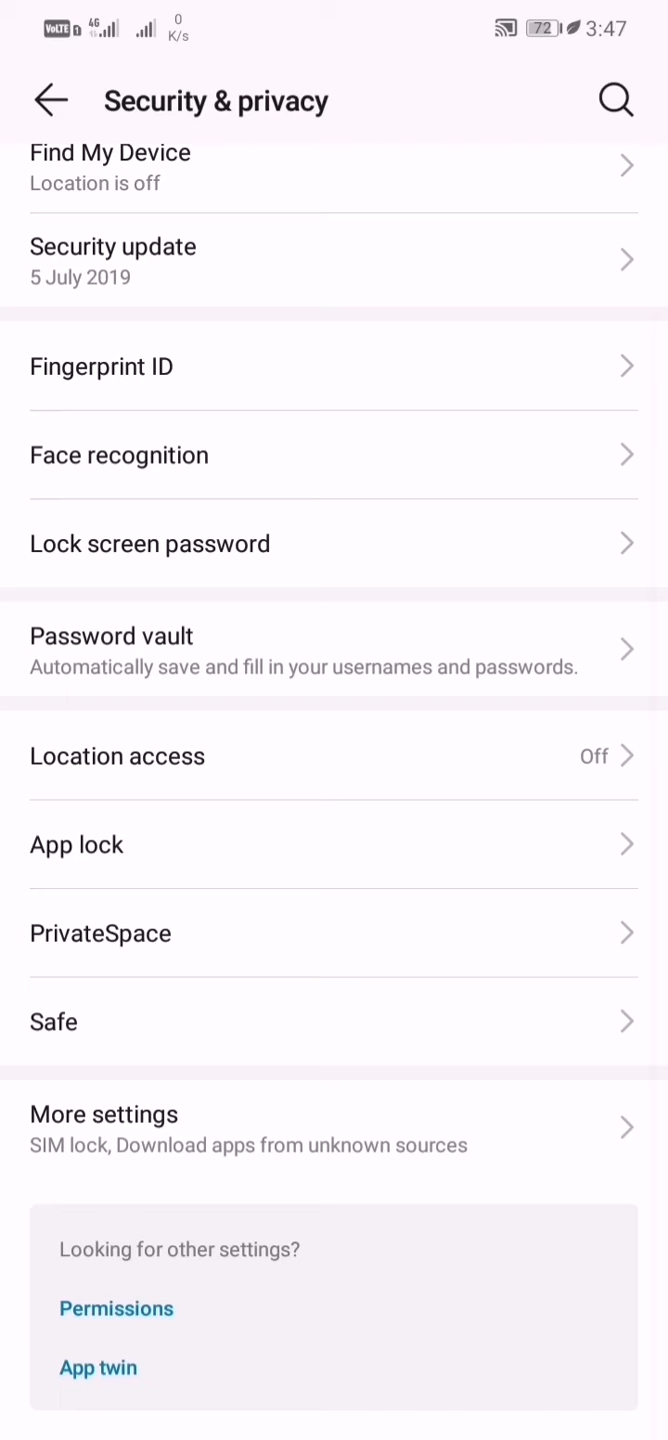 VoLTE 4G 0 K/s 72 3:47
Security & privacy
Find My Device
Location is off
Security update
5 July 2019
Fingerprint ID
Face recognition
Lock screen password
Password vault
Automatically save and fill in your usernames and passwords.
Location access Off
App lock
PrivateSpace
Safe
More settings
SIM lock, Download apps from unknown sources
Looking for other settings?
Permissions
App twin